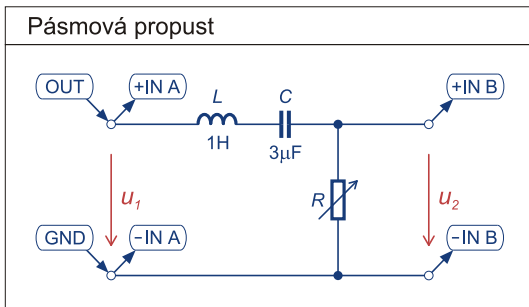 Pásmová propust
OUT
+IN A
L
C
+IN B
1H
3µF
u1
R
u2
GND
−IN A
−IN B